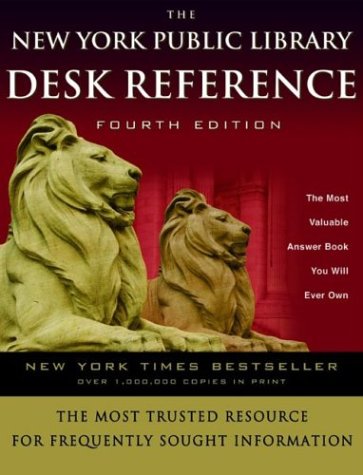 THE
NEW YORK PUBLIC LIBRARY
DESK REFERENCE
FOURTH EDITION
The Most
Valuable
Answer Book
You Will
Ever Own
NEW YORK TIMES BESTSELLER
OVER 1,000,000 COPIES IN PRINT
THE MOST TRUSTED RESOURCE
FOR FREQUENTLY SOUGHT INFORMATION